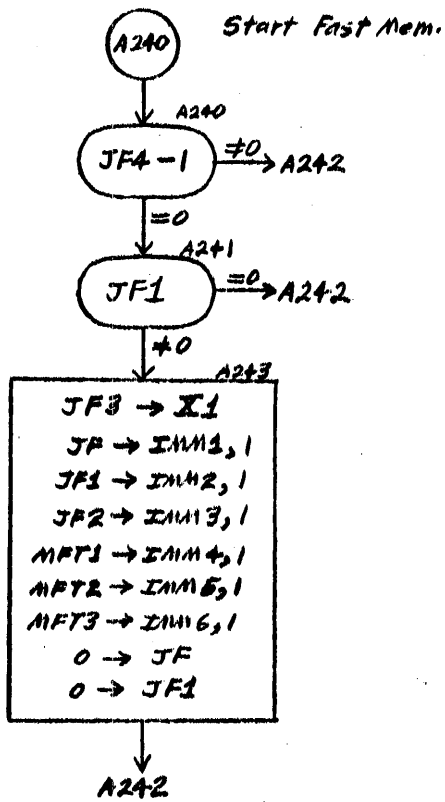 Start Fast Mem.
A240
A240
JF4-1
≠0
A242
=0
A241
JF1
=0
A242
≠0
A243
JF3 → X1
JF → IMM1,1
JF1 → IMM2,1
JF2 → IMM3,1
MFT1 → IMM4,1
MFT2 → IMM5,1
MFT3 → IMM6,1
0 → JF
0 → JF1
A242